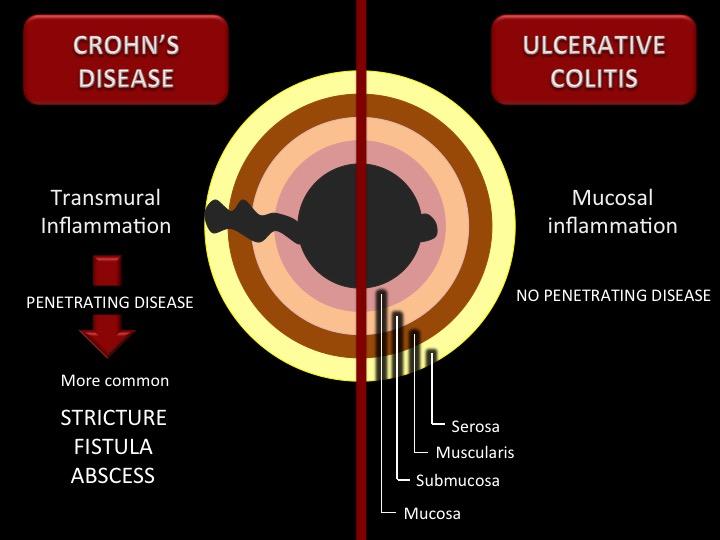 CROHN'S
DISEASE
ULCERATIVE
COLITIS
Transmural
Inflammation
Mucosal
inflammation
PENETRATING DISEASE
NO PENETRATING DISEASE
More common
STRICTURE
FISTULA
ABSCESS
Serosa
Muscularis
Submucosa
Mucosa